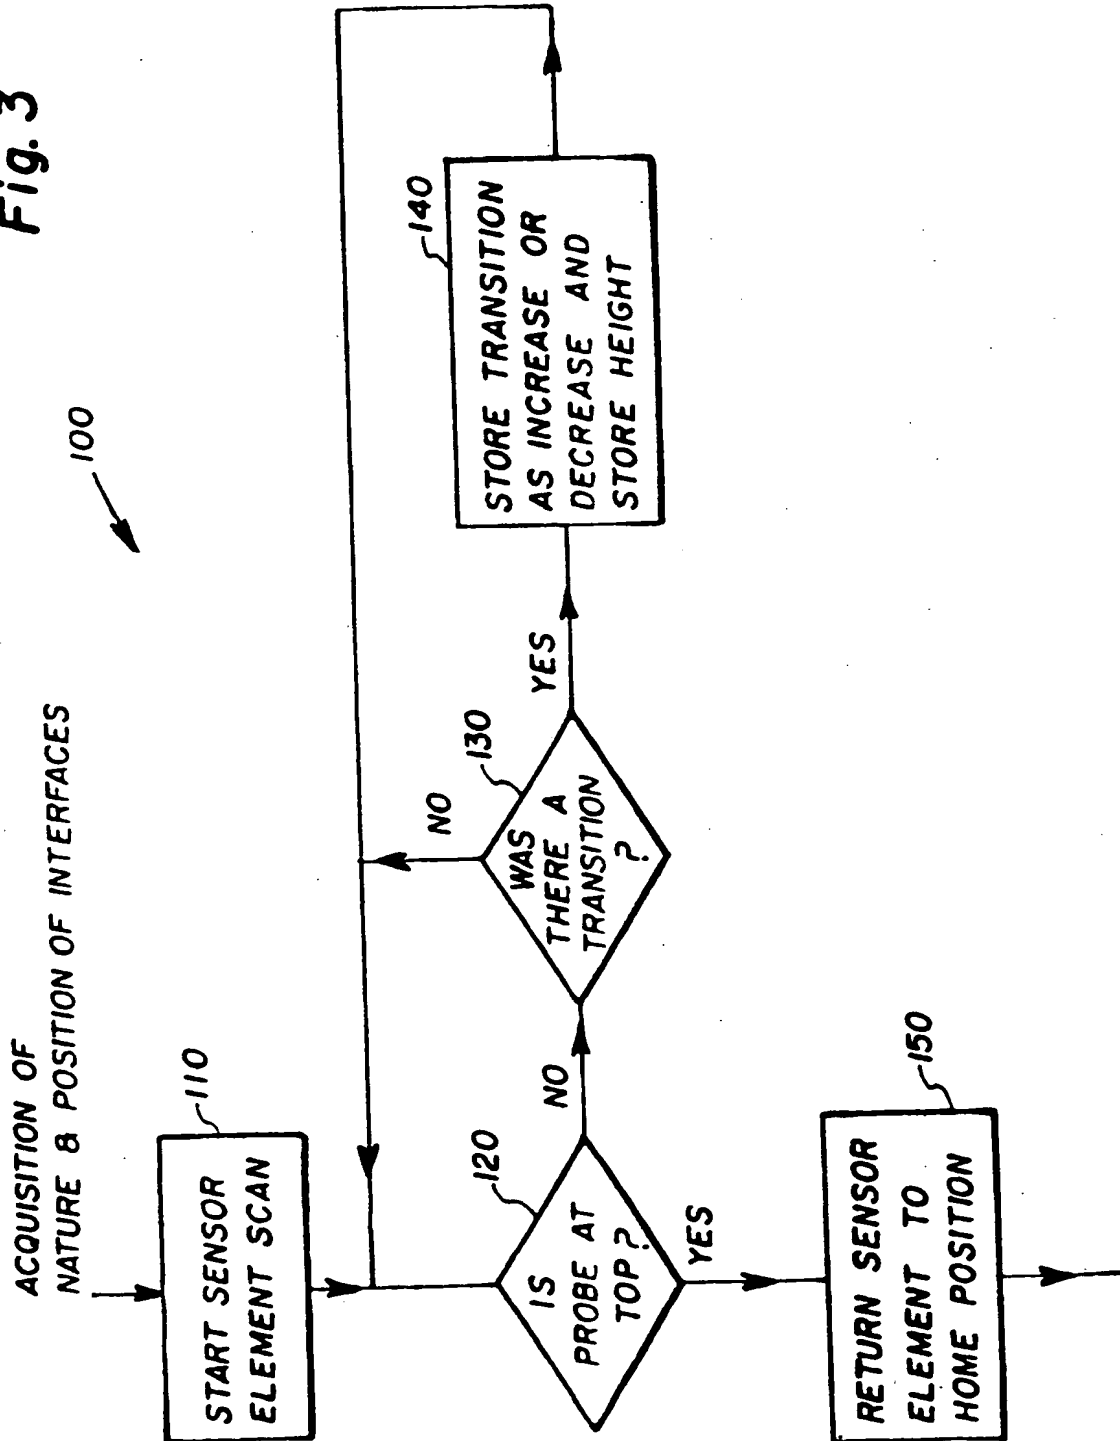 Fig. 3
ACQUISITION OF
NATURE & POSITION OF INTERFACES
100
110
START SENSOR
ELEMENT SCAN
120
IS
PROBE AT
TOP?
NO
YES
130
WAS
THERE A
TRANSITION
?
NO
YES
140
STORE TRANSITION
AS INCREASE OR
DECREASE AND
STORE HEIGHT
150
RETURN SENSOR
ELEMENT TO
HOME POSITION